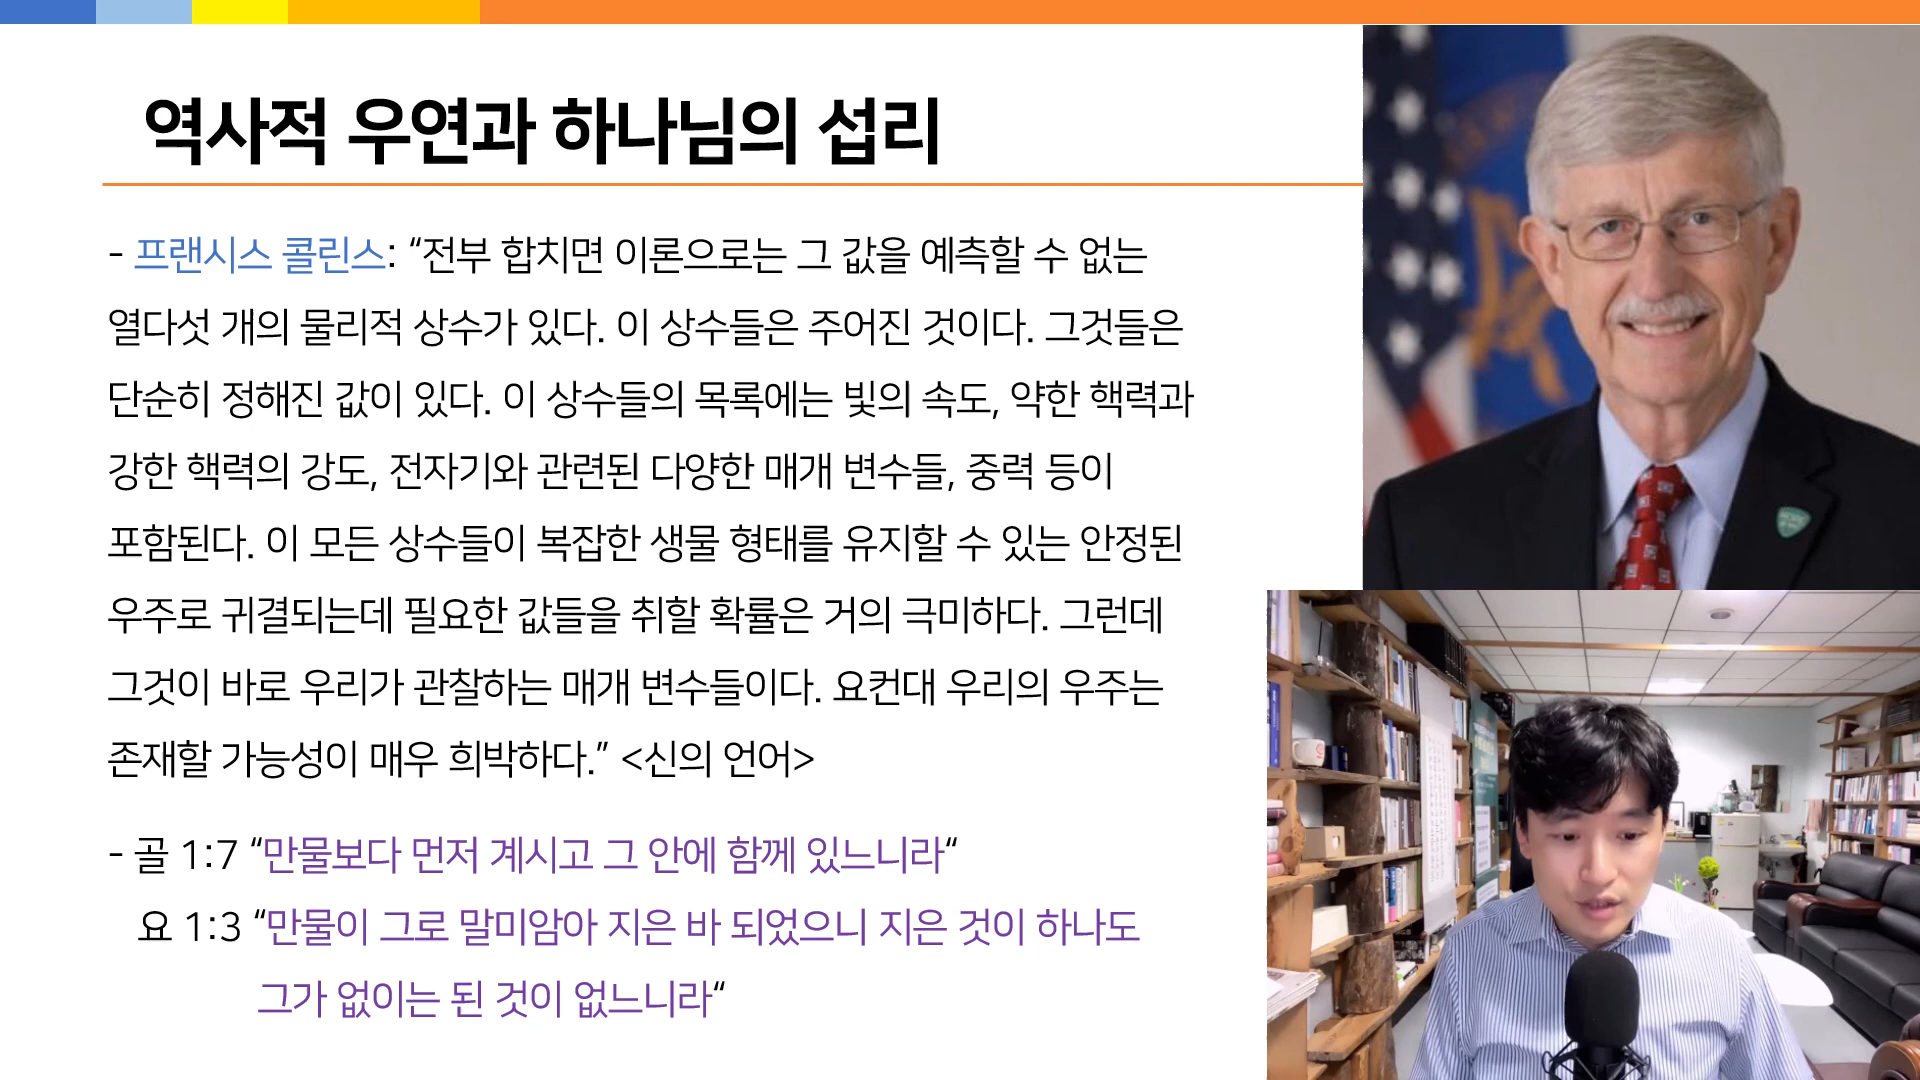 역사적 우연과 하나님의 섭리
- 프랜시스 콜린스: “전부 합치면 이론으로는 그 값을 예측할 수 없는
열다섯 개의 물리적 상수가 있다. 이 상수들은 주어진 것이다. 그것들은
단순히 정해진 값이 있다. 이 상수들의 목록에는 빛의 속도, 약한 핵력과
강한 핵력의 강도, 전자기와 관련된 다양한 매개 변수들, 중력 등이
포함된다. 이 모든 상수들이 복잡한 생물 형태를 유지할 수 있는 안정된
우주로 귀결되는데 필요한 값들을 취할 확률은 거의 극미하다. 그런데
그것이 바로 우리가 관찰하는 매개 변수들이다. 요컨대 우리의 우주는
존재할 가능성이 매우 희박하다.” <신의 언어>
- 골 1:7 “만물보다 먼저 계시고 그 안에 함께 있느니라“
요 1:3 “만물이 그로 말미암아 지은 바 되었으니 지은 것이 하나도
그가 없이는 된 것이 없느니라“